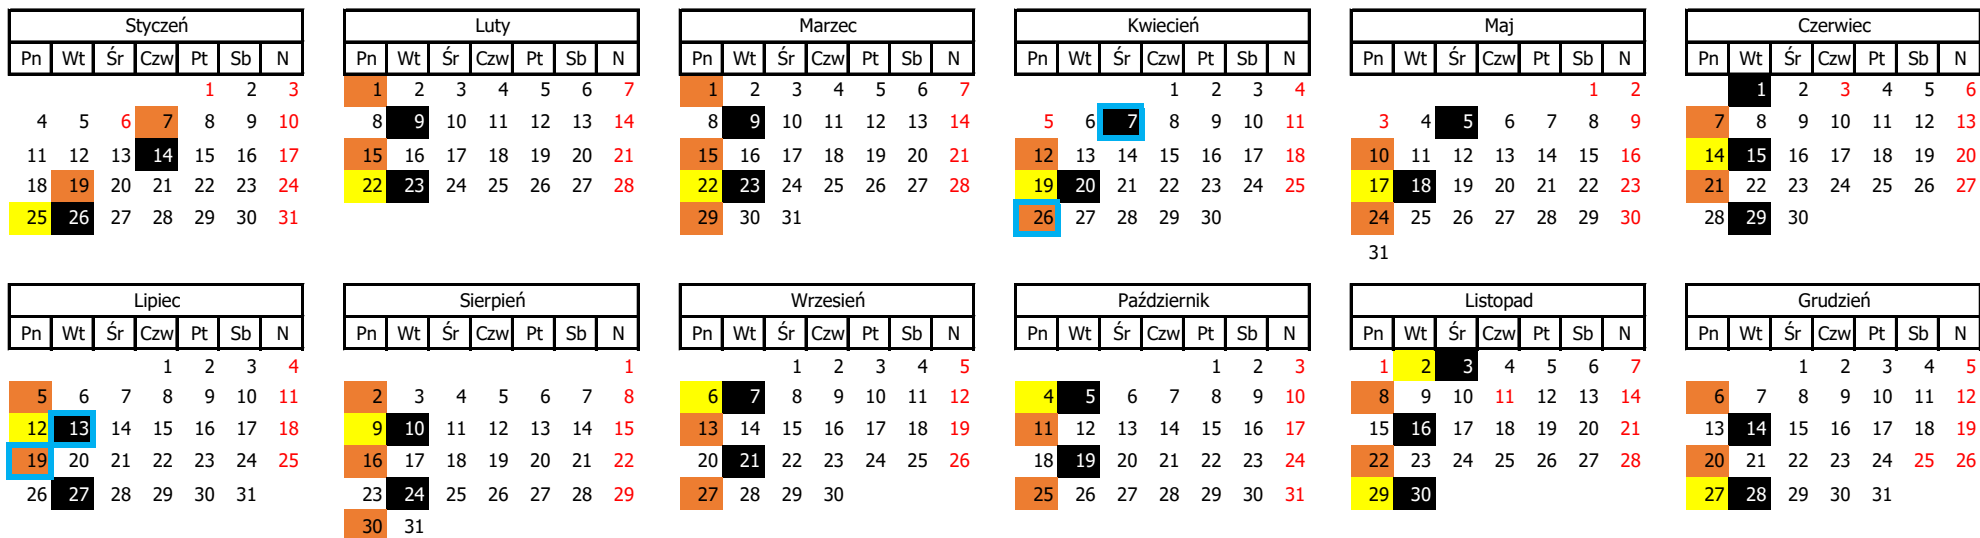 Styczeń Luty Marzec Kwiecień Maj Czerwiec
Pn Wt Śr Czw Pt Sb N Pn Wt Śr Czw Pt Sb N Pn Wt Śr Czw Pt Sb N Pn Wt Śr Czw Pt Sb N Pn Wt Śr Czw Pt Sb N Pn Wt Śr Czw Pt Sb N
1 2 3 1 2 3 4 5 6 7 1 2 3 4 5 6 7 1 2 3 4 1 2 1 2 3 4 5 6
4 5 6 7 8 9 10 8 9 10 11 12 13 14 8 9 10 11 12 13 14 5 6 7 8 9 10 11 3 4 5 6 7 8 9 7 8 9 10 11 12 13
11 12 13 14 15 16 17 15 16 17 18 19 20 21 15 16 17 18 19 20 21 12 13 14 15 16 17 18 10 11 12 13 14 15 16 14 15 16 17 18 19 20
18 19 20 21 22 23 24 22 23 24 25 26 27 28 22 23 24 25 26 27 28 19 20 21 22 23 24 25 17 18 19 20 21 22 23 21 22 23 24 25 26 27
25 26 27 28 29 30 31 29 30 31 26 27 28 29 30 24 25 26 27 28 29 30 28 29 30
31
Lipiec Sierpień Wrzesień Październik Listopad Grudzień
Pn Wt Śr Czw Pt Sb N Pn Wt Śr Czw Pt Sb N Pn Wt Śr Czw Pt Sb N Pn Wt Śr Czw Pt Sb N Pn Wt Śr Czw Pt Sb N Pn Wt Śr Czw Pt Sb N
1 2 3 4 1 1 2 3 4 5 1 2 3 1 2 3 4 5 6 7 1 2 3 4 5
5 6 7 8 9 10 11 2 3 4 5 6 7 8 6 7 8 9 10 11 12 4 5 6 7 8 9 10 8 9 10 11 12 13 14 6 7 8 9 10 11 12
12 13 14 15 16 17 18 9 10 11 12 13 14 15 13 14 15 16 17 18 19 11 12 13 14 15 16 17 15 16 17 18 19 20 21 13 14 15 16 17 18 19
19 20 21 22 23 24 25 16 17 18 19 20 21 22 20 21 22 23 24 25 26 18 19 20 21 22 23 24 22 23 24 25 26 27 28 20 21 22 23 24 25 26
26 27 28 29 30 31 23 24 25 26 27 28 29 27 28 29 30 25 26 27 28 29 30 31 29 30 27 28 29 30 31
30 31